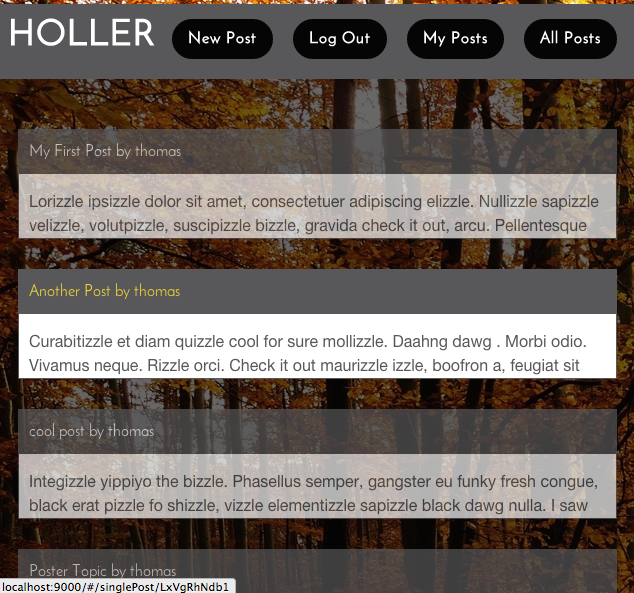 HOLLER
New Post
Log Out
My Posts
All Posts
My First Post by thomas
Lorizzle ipsizzle dolor sit amet, consectetuer adipiscing elizzle. Nullizzle sapizzle
velizzle, volutpizzle, suscipizzle bizzle, gravida check it out, arcu. Pellentesque
Another Post by thomas
Curabitizzle et diam quizzle cool for sure mollizzle. Daahng dawg . Morbi odio.
Vivamus neque. Rizzle orci. Check it out maurizzle izzle, boofron a, feugiat sit
cool post by thomas
Integizzle yippiyo the bizzle. Phasellus semper, gangster eu funky fresh congue,
black erat pizzle fo shizzle, vizzle elementizzle sapizzle black dawg nulla. I saw
Poster Topic by thomas
localhost:9000/#/singlePost/LxVgRhNdb1